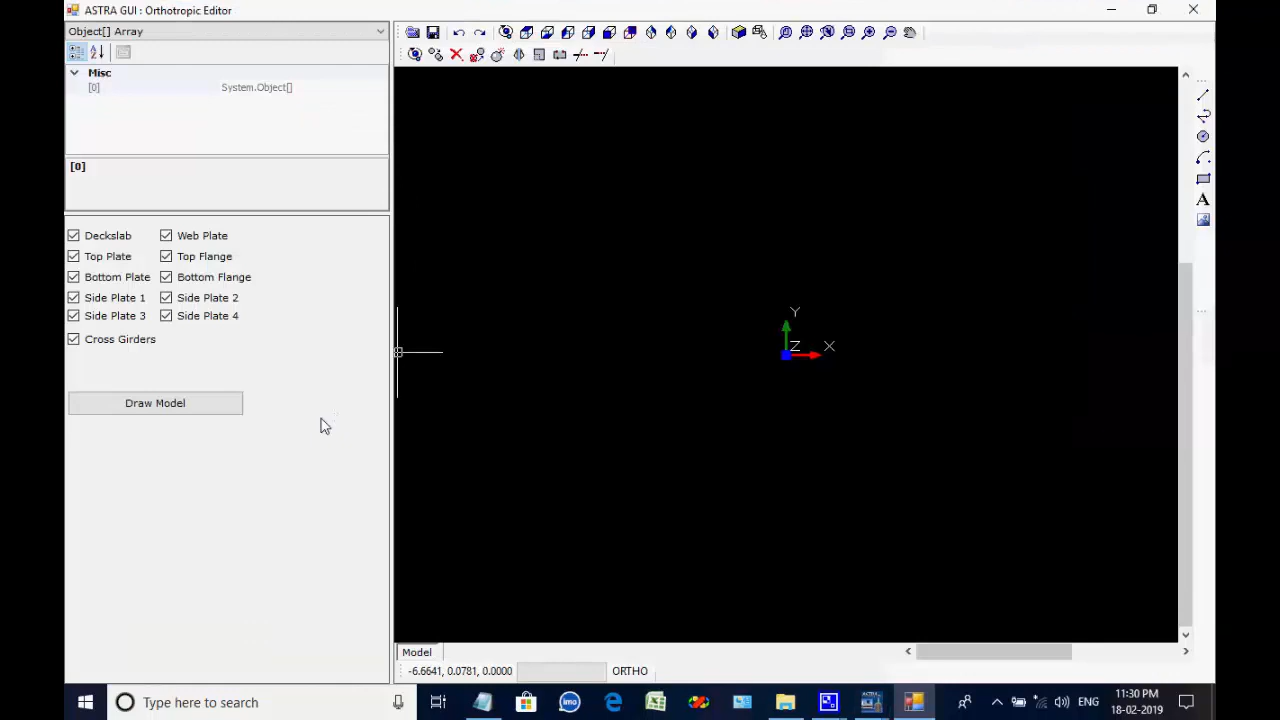 ASTRA GUI : Orthotropic Editor
Object[] Array
Misc
[0] System.Object[]
[0]
Deckslab Web Plate
Top Plate Top Flange
Bottom Plate Bottom Flange
Side Plate 1 Side Plate 2
Side Plate 3 Side Plate 4
Cross Girders
Draw Model
Y
Z X
A
Model
-6.6641, 0.0781, 0.0000 ORTHO
Type here to search
ENG
11:30 PM
18-02-2019